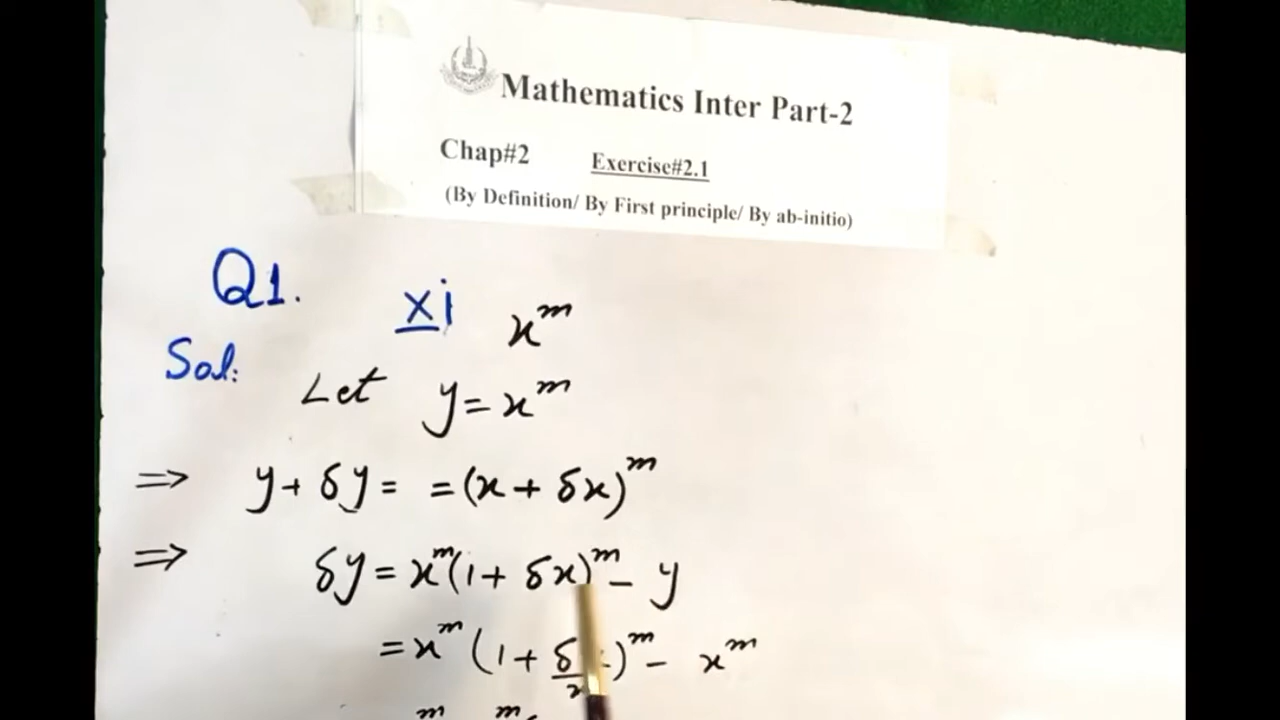 Mathematics Inter Part-2
Chap#2 Exercise#2.1
(By Definition/ By First principle/ By ab-initio)
Q1. xi x^m
Sol: Let y = x^m
⇒ y + δy = = (x + δx)^m
⇒ δy = x^m(1 + δx)^m - y
= x^m (1 + δ